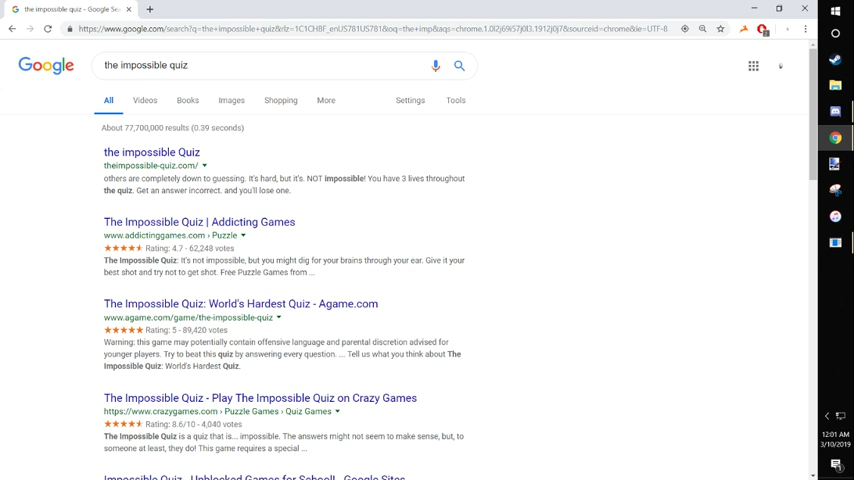 the impossible quiz
https://www.google.com/search?q=the+impossible+quiz&rlz=1C1CHBF_enUS781US781&oq=the+imp&aqs=chrome.1.0l2j69i57j0l3.1912j0j7&sourceid=chrome&ie=UTF-8
Google
the impossible quiz
All Videos Books Images Shopping More Settings Tools
About 77,700,000 results (0.39 seconds)
the impossible Quiz
theimpossible-quiz.com/
others are completely down to guessing. It's hard, but it's. NOT impossible! You have 3 lives throughout
the quiz. Get an answer incorrect. and you'll lose one.
The Impossible Quiz | Addicting Games
www.addictinggames.com › Puzzle
Rating: 4.7 - 62,248 votes
The Impossible Quiz: It's not impossible, but you might dig for your brains through your ear. Give it your
best shot and try not to get shot. Free Puzzle Games from ...
The Impossible Quiz: World's Hardest Quiz - Agame.com
www.agame.com/game/the-impossible-quiz
Rating: 5 - 89,420 votes
Warning: this game may potentially contain offensive language and parental discretion advised for
younger players. Try to beat this quiz by answering every question. ... Tell us what you think about The
Impossible Quiz: World's Hardest Quiz.
The Impossible Quiz - Play The Impossible Quiz on Crazy Games
https://www.crazygames.com › Puzzle Games › Quiz Games
Rating: 8.6/10 - 4,040 votes
The Impossible Quiz is a quiz that is... impossible. The answers might not seem to make sense, but, to
someone at least, they do! This game requires a special ...
Impossible Quiz - Unblocked Games for School! - Google Sites
12:01 AM
3/10/2019